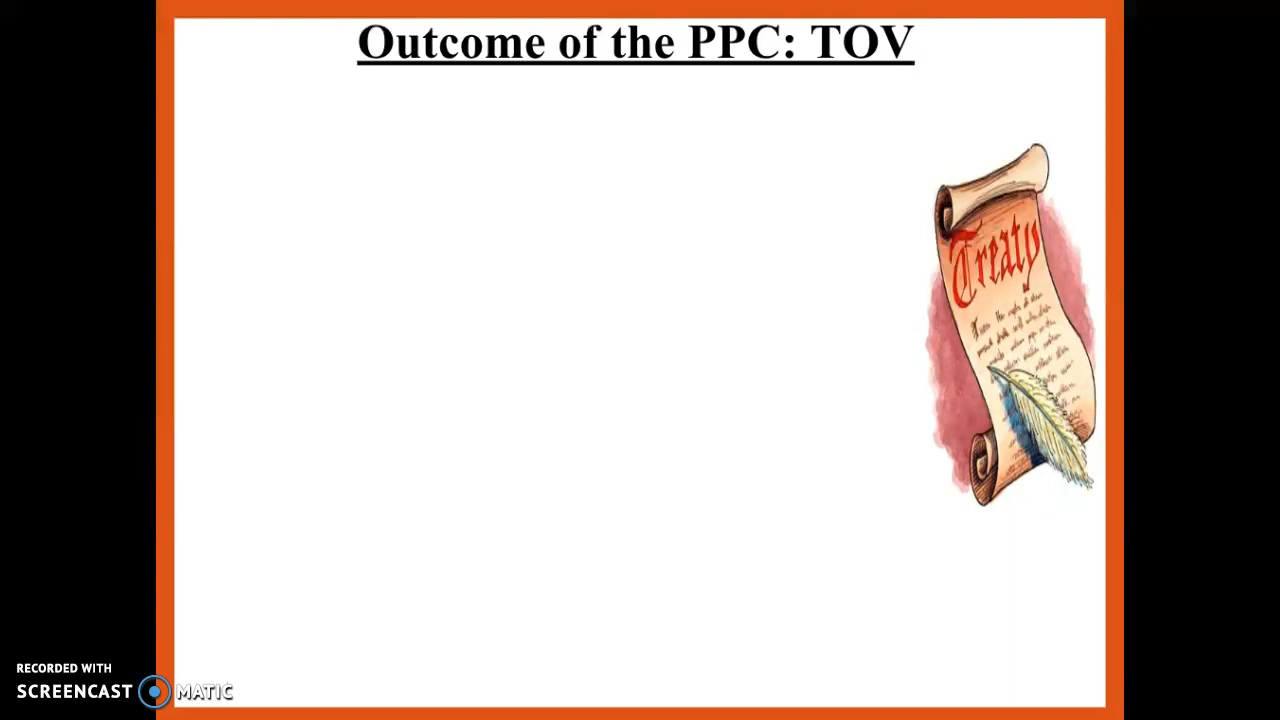 Outcome of the PPC: TOV
Treaty
RECORDED WITH
SCREENCAST MATIC